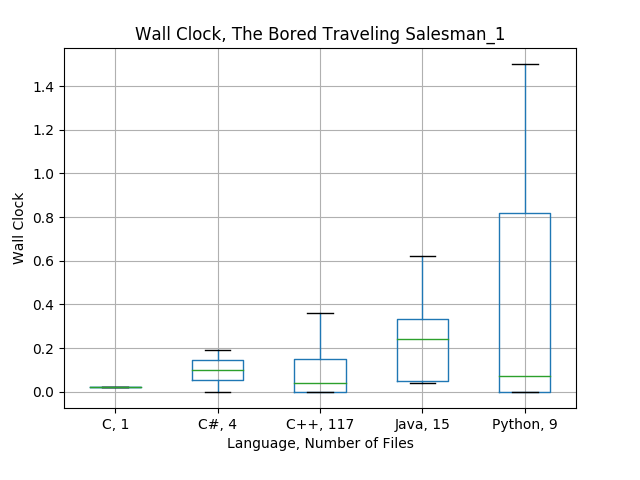 Wall Clock, The Bored Traveling Salesman_1
1.4
1.2
1.0
0.8
0.6
0.4
0.2
0.0
Wall Clock
C, 1
C#, 4
C++, 117
Java, 15
Python, 9
Language, Number of Files